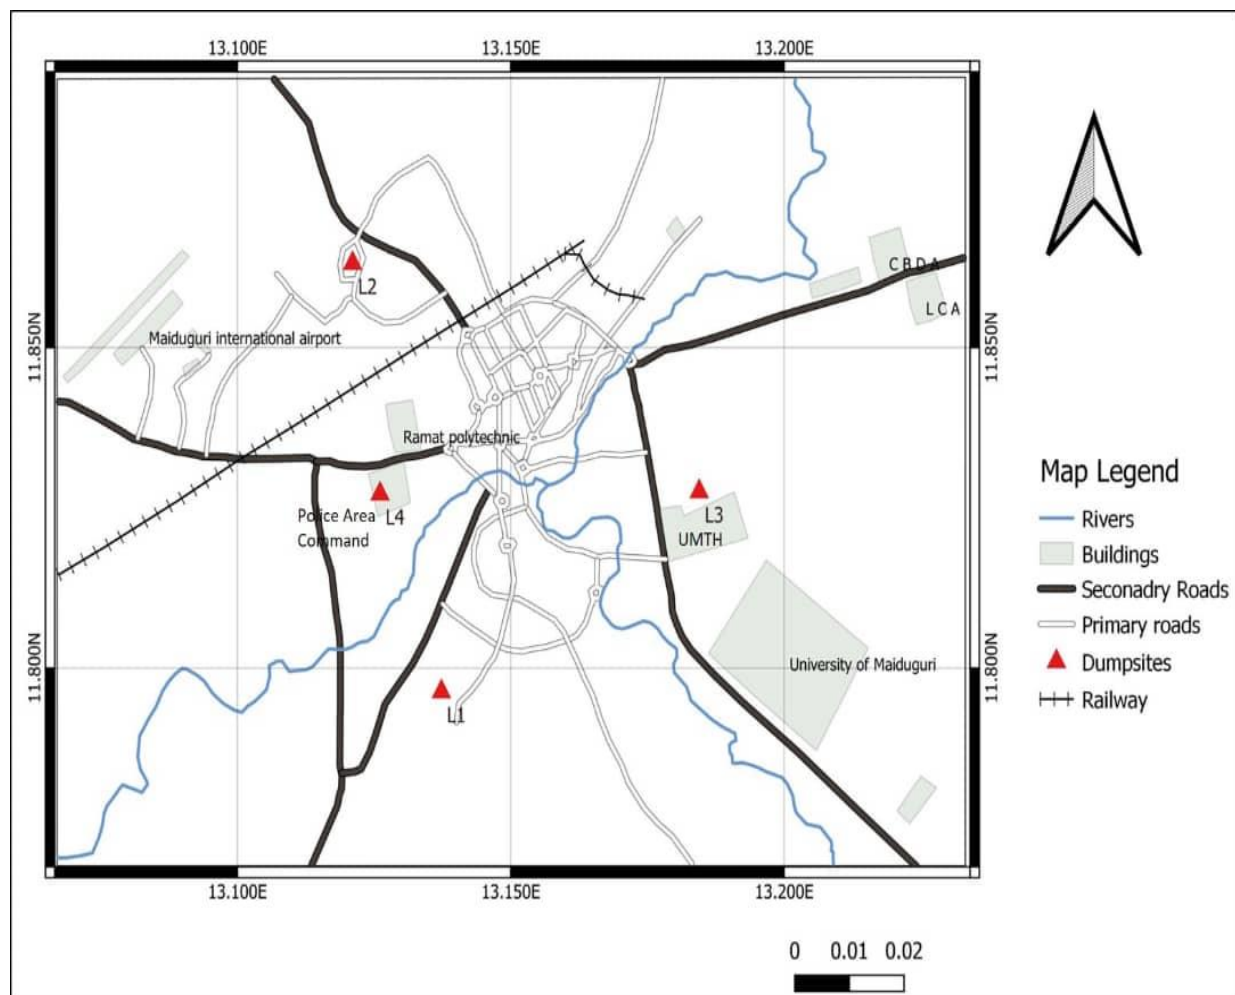 13.100E 13.150E 13.200E
C B D A
L2
L C A
Maiduguri international airport
11.850N
11.850N
Ramat polytechnic
Map Legend
L3
Police Area
L4
Rivers
Command
UMTH
Buildings
Seconadry Roads
Primary roads
11.800N
University of Maiduguri
11.800N
Dumpsites
Railway
L1
13.100E 13.150E 13.200E
0 0.01 0.02